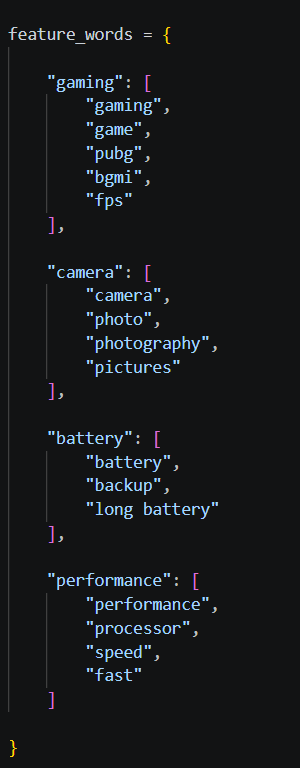 feature_words = {
"gaming": [
"gaming",
"game",
"pubg",
"bgmi",
"fps"
],
"camera": [
"camera",
"photo",
"photography",
"pictures"
],
"battery": [
"battery",
"backup",
"long battery"
],
"performance": [
"performance",
"processor",
"speed",
"fast"
]
}